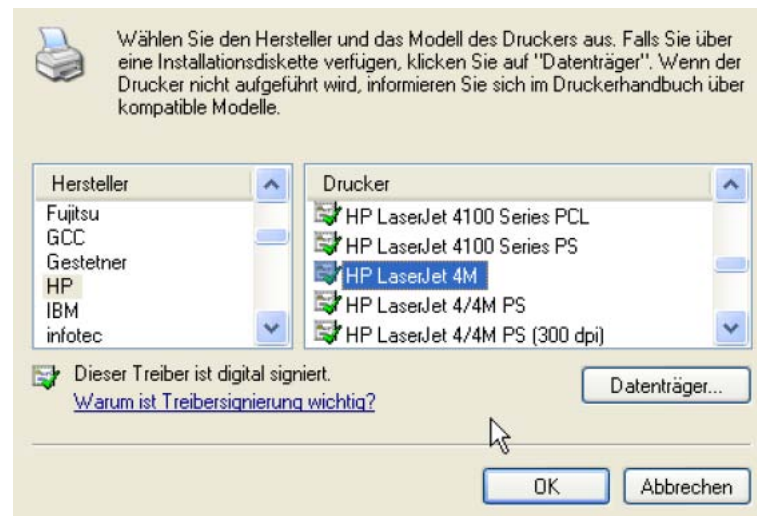 Wählen Sie den Hersteller und das Modell des Druckers aus. Falls Sie über
eine Installationsdiskette verfügen, klicken Sie auf "Datenträger". Wenn der
Drucker nicht aufgeführt wird, informieren Sie sich im Druckerhandbuch über
kompatible Modelle.
Hersteller
Fujitsu
GCC
Gestetner
HP
IBM
infotec
Drucker
HP LaserJet 4100 Series PCL
HP LaserJet 4100 Series PS
HP LaserJet 4M
HP LaserJet 4/4M PS
HP LaserJet 4/4M PS (300 dpi)
Dieser Treiber ist digital signiert.
Warum ist Treibersignierung wichtig?
Datenträger...
OK
Abbrechen